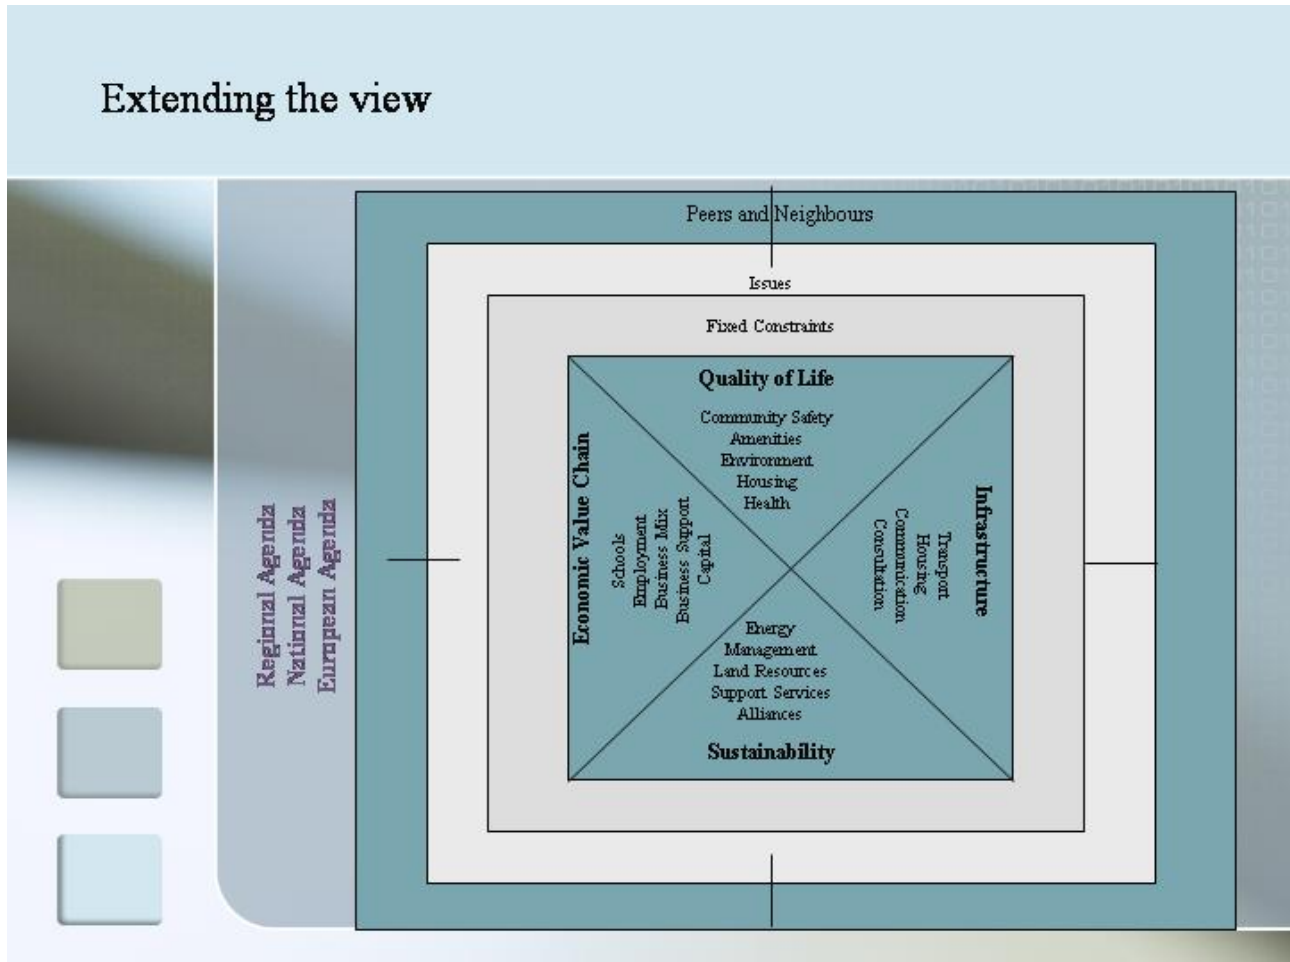 Extending the view
Peers and Neighbours
Issues
Fixed Constraints
Quality of Life
Community Safety
Amenities
Environment
Housing
Health
Economic Value Chain
Schools
Employment
Business Mix
Business Support
Capital
Infrastructure
Transport
Housing
Communication
Consultation
Energy
Management
Land Resources
Support Services
Alliances
Sustainability
Regional Agenda
National Agenda
European Agenda